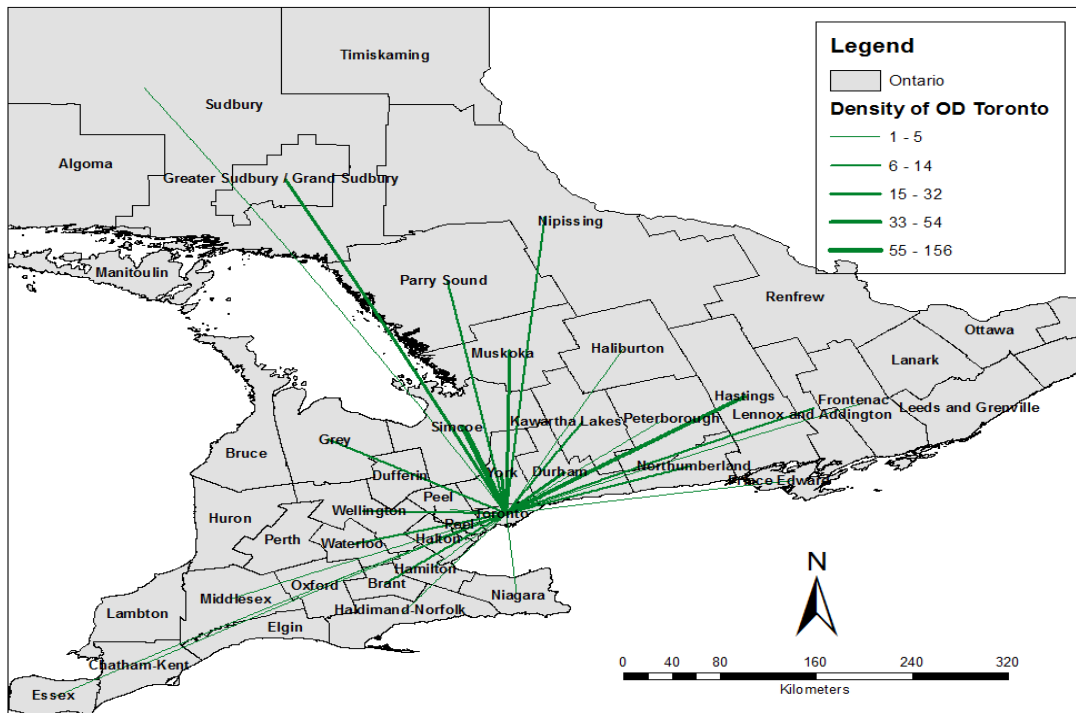 Timiskaming
Sudbury
Algoma
Greater Sudbury / Grand Sudbury
Nipissing
Manitoulin
Parry Sound
Renfrew
Ottawa
Muskoka
Haliburton
Lanark
Hastings
Frontenac
Simcoe
Kawartha Lakes
Peterborough
Lennox and Addington
Leeds and Grenville
Grey
Bruce
Dufferin
York
Durham
Northumberland
Prince Edward
Peel
Wellington
Toronto
Huron
Peel
Perth
Waterloo
Halton
Hamilton
Oxford
Brant
Middlesex
Niagara
Lambton
Haldimand-Norfolk
Elgin
Chatham-Kent
Essex
Legend
Ontario
Density of OD Toronto
1 - 5
6 - 14
15 - 32
33 - 54
55 - 156
N
0 40 80 160 240 320
Kilometers